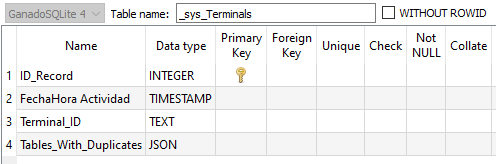 GanadoSQLite 4 Table name: _sys_Terminals WITHOUT ROWID
Name Data type Primary Key Foreign Key Unique Check Not NULL Collate
1 ID_Record INTEGER
2 FechaHora Actividad TIMESTAMP
3 Terminal_ID TEXT
4 Tables_With_Duplicates JSON